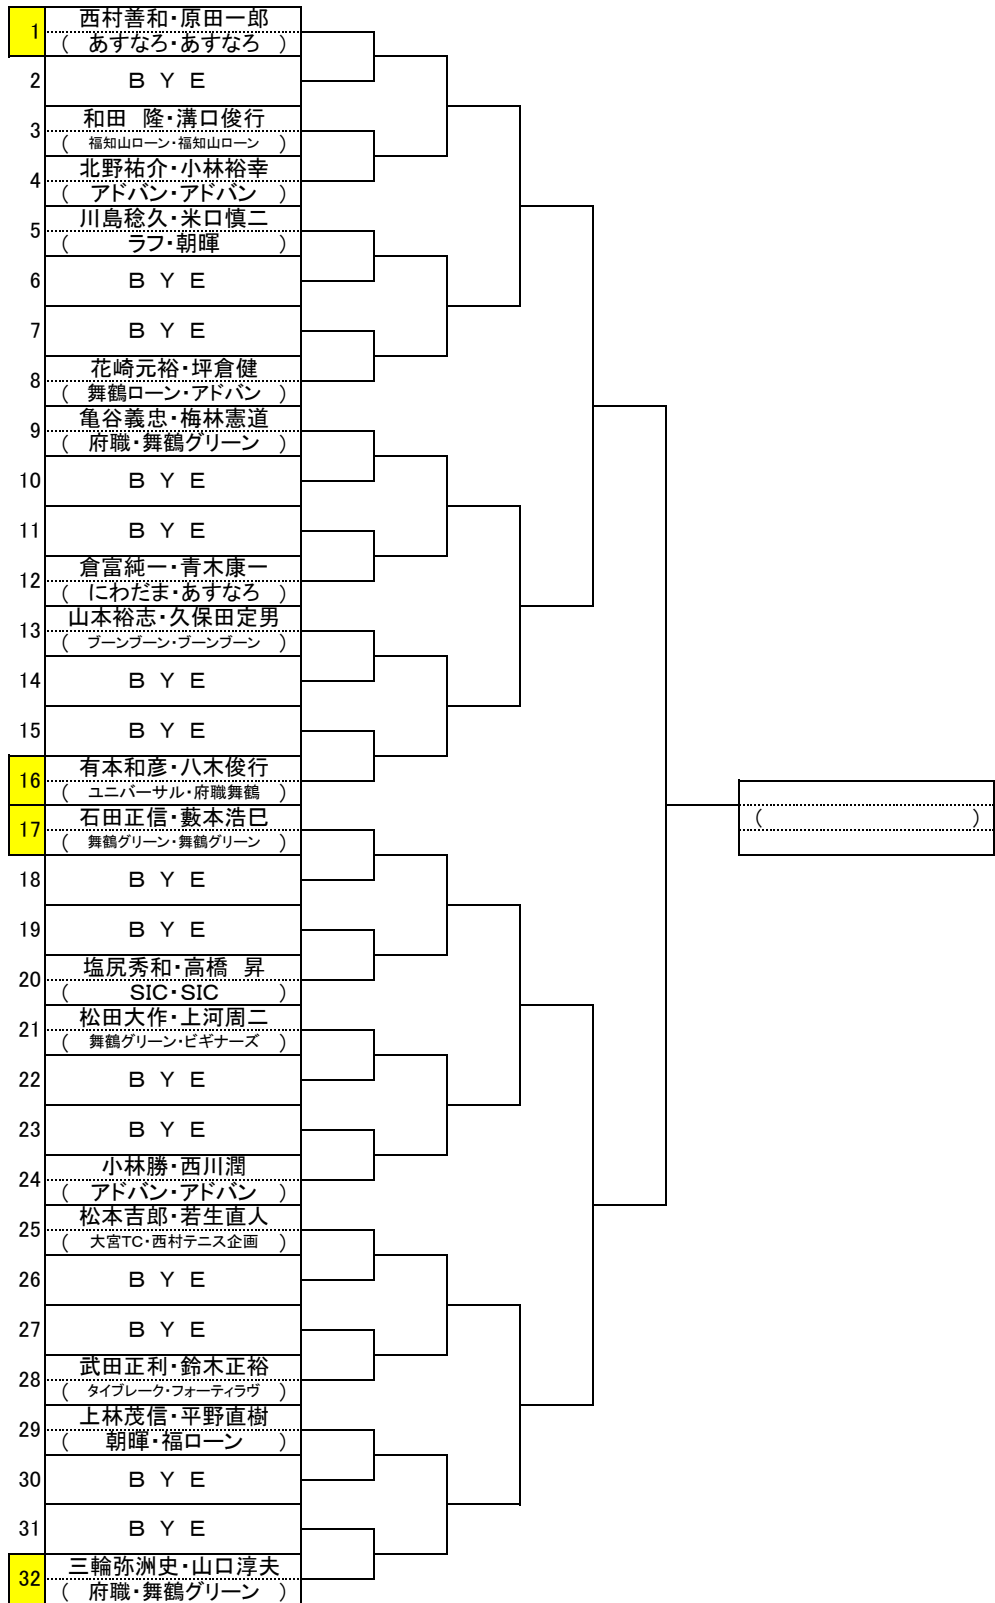 1 西村善和・原田一郎
( あすなろ・あすなろ )
2 ＢＹＥ
3 和田　隆・溝口俊行
( 福知山ローン・福知山ローン )
4 北野祐介・小林裕幸
( アドバン・アドバン )
5 川島稔久・米口慎二
( ラフ・朝暉 )
6 ＢＹＥ
7 ＢＹＥ
8 花崎元裕・坪倉健
( 舞鶴ローン・アドバン )
9 亀谷義忠・梅林憲道
( 府職・舞鶴グリーン )
10 ＢＹＥ
11 ＢＹＥ
12 倉富純一・青木康一
( にわだま・あすなろ )
13 山本裕志・久保田定男
( ブーンブーン・ブーンブーン )
14 ＢＹＥ
15 ＢＹＥ
16 有本和彦・八木俊行
( ユニバーサル・府職舞鶴 )
17 石田正信・藪本浩巳
( 舞鶴グリーン・舞鶴グリーン )
( )
18 ＢＹＥ
19 ＢＹＥ
20 塩尻秀和・高橋　昇
( SIC・SIC )
21 松田大作・上河周二
( 舞鶴グリーン・ビギナーズ )
22 ＢＹＥ
23 ＢＹＥ
24 小林勝・西川潤
( アドバン・アドバン )
25 松本吉郎・若生直人
( 大宮TC・西村テニス企画 )
26 ＢＹＥ
27 ＢＹＥ
28 武田正利・鈴木正裕
( タイブレーク・フォーティラヴ )
29 上林茂信・平野直樹
( 朝暉・福ローン )
30 ＢＹＥ
31 ＢＹＥ
32 三輪弥洲史・山口淳夫
( 府職・舞鶴グリーン )